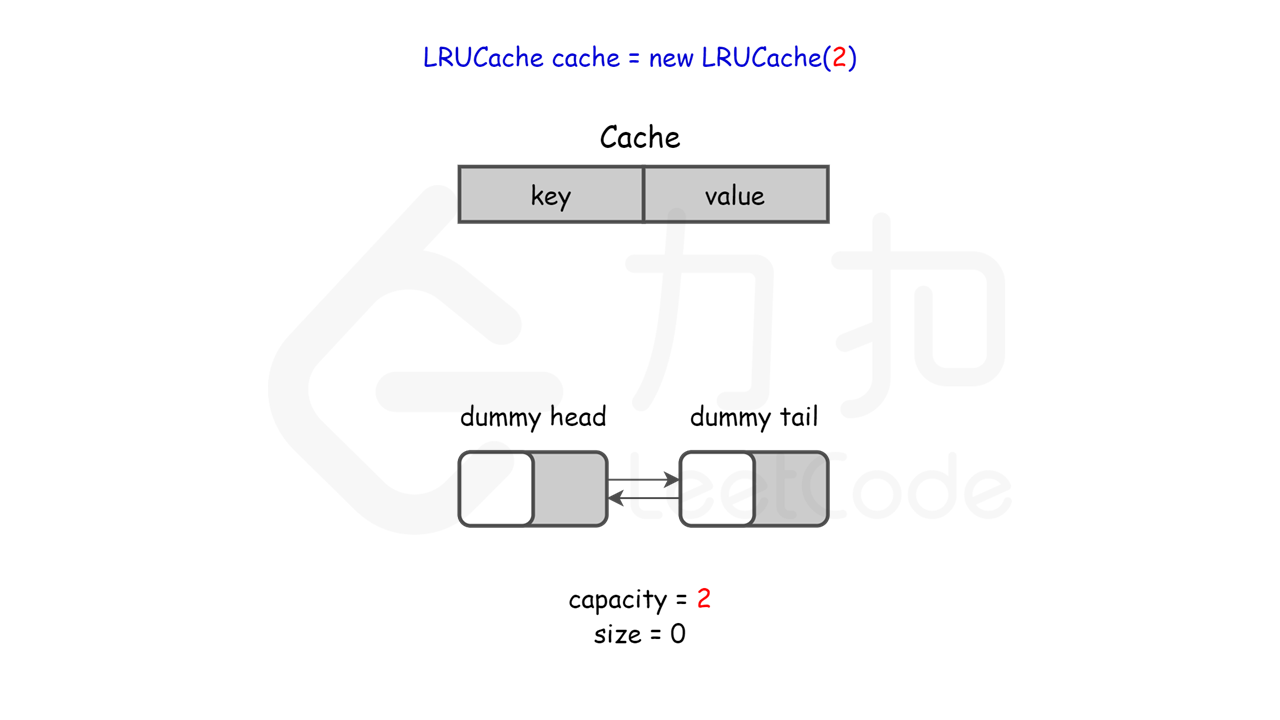 LRUCache cache = new LRUCache(2)
Cache
key value
力扣
dummy head dummy tail
LeetCode
capacity = 2
size = 0